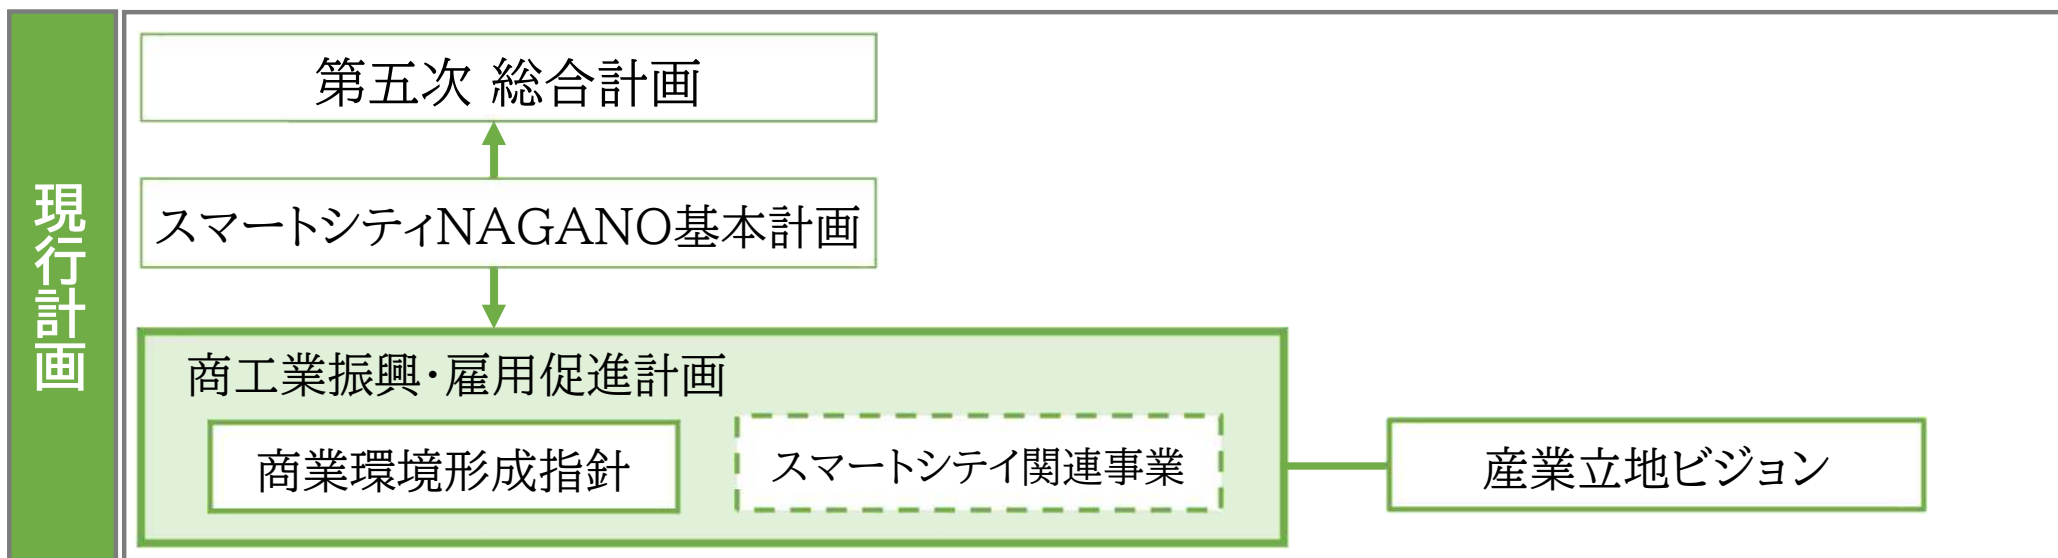 現行計画
第五次 総合計画
スマートシティNAGANO基本計画
商工業振興・雇用促進計画
商業環境形成指針
スマートシテイ関連事業
産業立地ビジョン